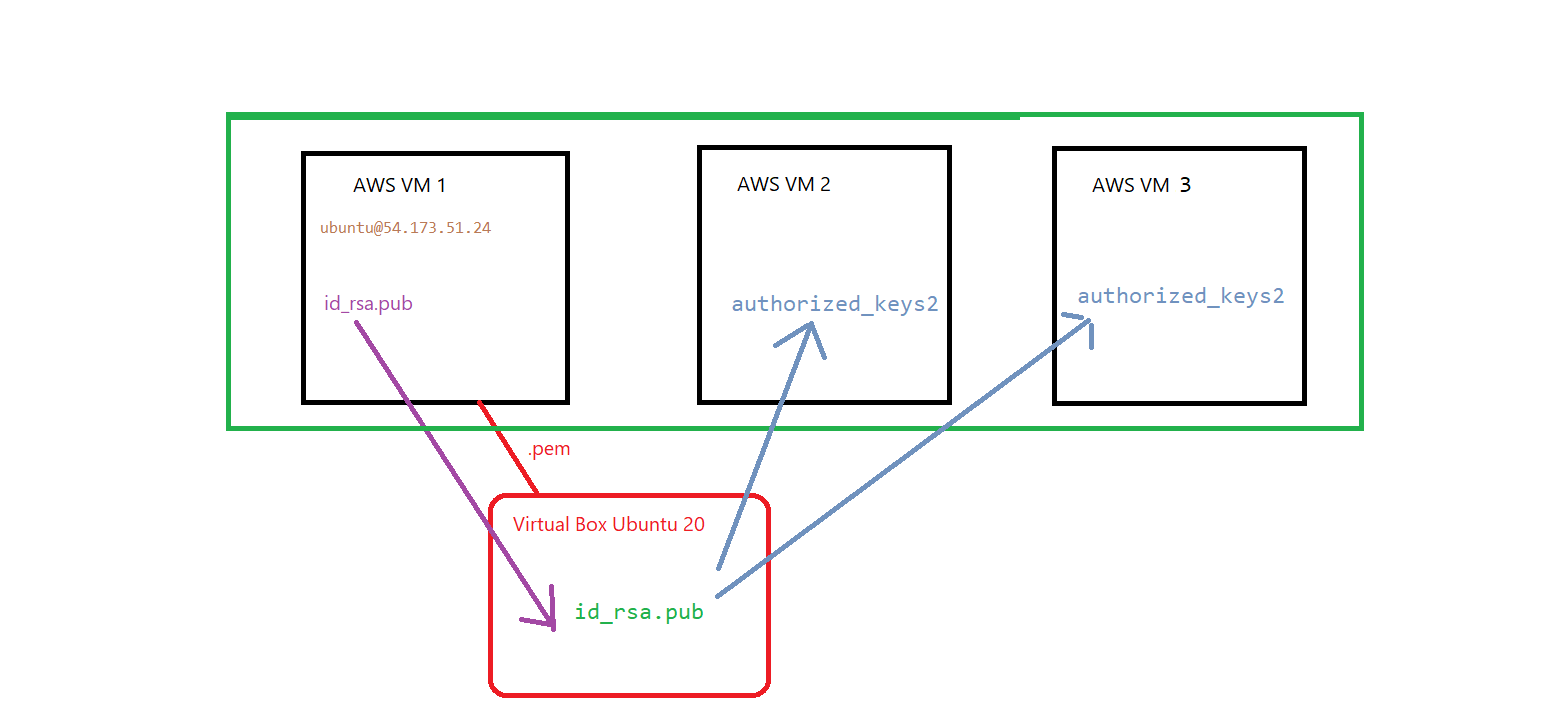 AWS VM 1
ubuntu@54.173.51.24
id_rsa.pub
AWS VM 2
authorized_keys2
AWS VM 3
authorized_keys2
.pem
Virtual Box Ubuntu 20
id_rsa.pub